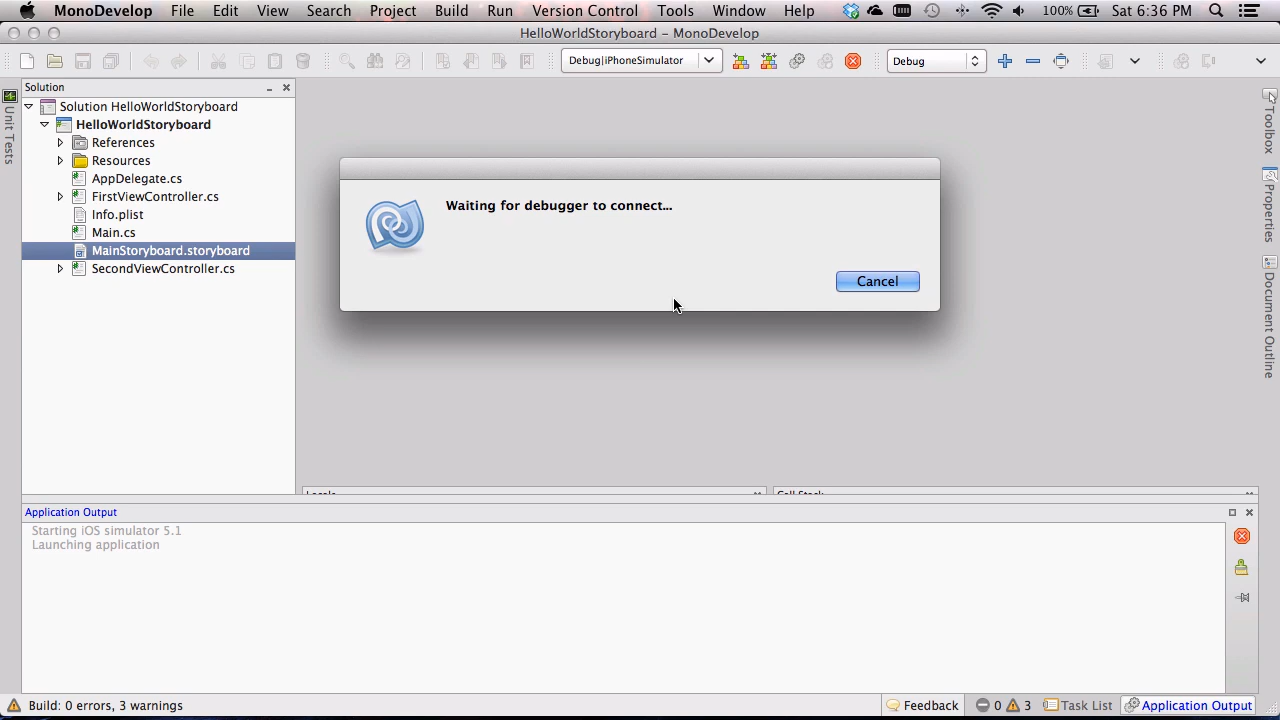 MonoDevelop File Edit View Search Project Build Run Version Control Tools Window Help 100% Sat 6:36 PM
HelloWorldStoryboard – MonoDevelop
Debug|iPhoneSimulator Debug
Solution
Solution HelloWorldStoryboard
HelloWorldStoryboard
References
Resources
AppDelegate.cs
FirstViewController.cs
Info.plist
Main.cs
MainStoryboard.storyboard
SecondViewController.cs
Unit Tests
Waiting for debugger to connect...
Cancel
Toolbox
Properties
Document Outline
Locals
Call Stack
Application Output
Starting iOS simulator 5.1
Launching application
Build: 0 errors, 3 warnings
Feedback 0 3 Task List Application Output